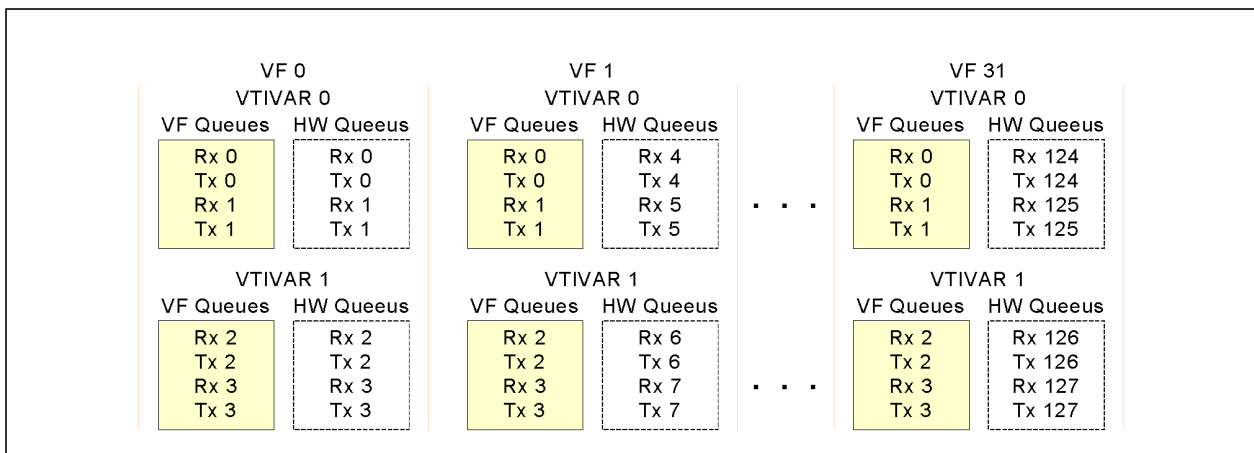 VF 0 VF 1 VF 31
VTIVAR 0 VTIVAR 0 VTIVAR 0
VF Queues HW Queeus VF Queues HW Queeus VF Queues HW Queeus
Rx 0 Rx 0 Rx 0 Rx 4 Rx 0 Rx 124
Tx 0 Tx 0 Tx 0 Tx 4 Tx 0 Tx 124
Rx 1 Rx 1 Rx 1 Rx 5 . . . Rx 1 Rx 125
Tx 1 Tx 1 Tx 1 Tx 5 Tx 1 Tx 125
VTIVAR 1 VTIVAR 1 VTIVAR 1
VF Queues HW Queeus VF Queues HW Queeus VF Queues HW Queeus
Rx 2 Rx 2 Rx 2 Rx 6 Rx 2 Rx 126
Tx 2 Tx 2 Tx 2 Tx 6 Tx 2 Tx 126
Rx 3 Rx 3 Rx 3 Rx 7 . . . Rx 3 Rx 127
Tx 3 Tx 3 Tx 3 Tx 7 Tx 3 Tx 127